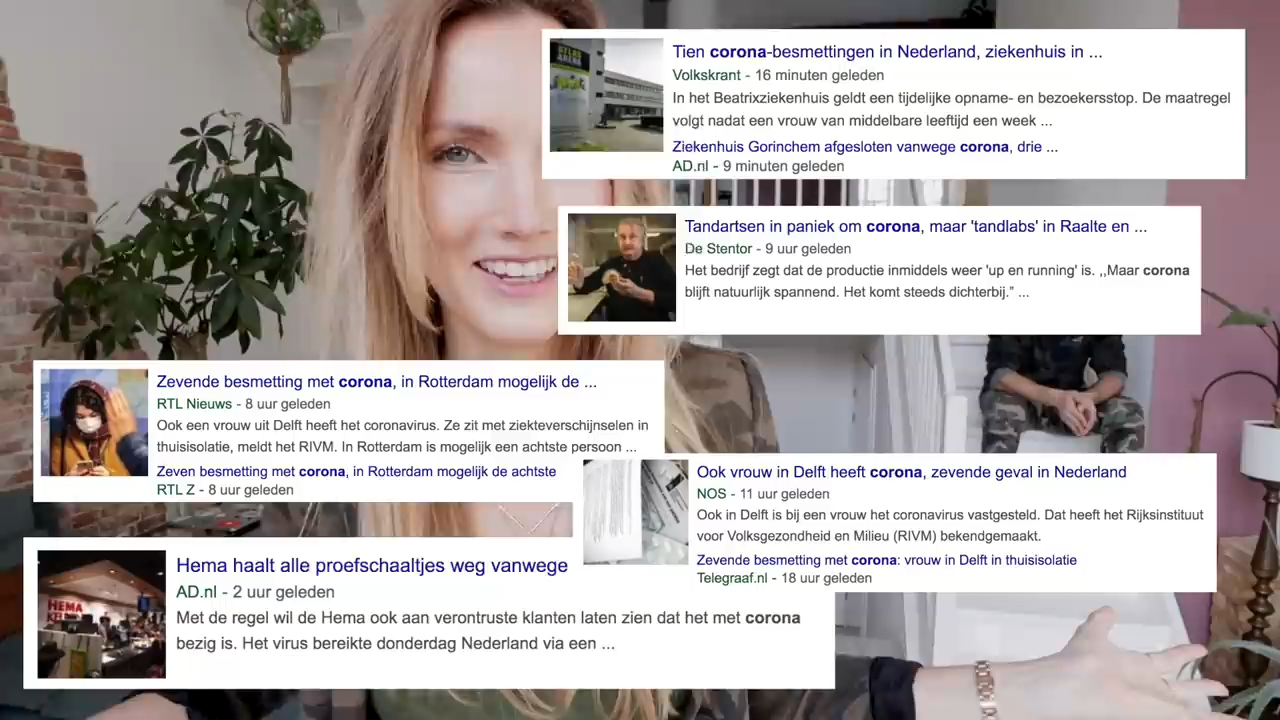 Tien corona-besmettingen in Nederland, ziekenhuis in ...
Volkskrant - 16 minuten geleden
In het Beatrixziekenhuis geldt een tijdelijke opname- en bezoekersstop. De maatregel
volgt nadat een vrouw van middelbare leeftijd een week ...
Ziekenhuis Gorinchem afgesloten vanwege corona, drie ...
AD.nl - 9 minuten geleden
Tandartsen in paniek om corona, maar 'tandlabs' in Raalte en ...
De Stentor - 9 uur geleden
Het bedrijf zegt dat de productie inmiddels weer 'up en running' is. ,,Maar corona
blijft natuurlijk spannend. Het komt steeds dichterbij.” ...
Zevende besmetting met corona, in Rotterdam mogelijk de ...
RTL Nieuws - 8 uur geleden
Ook een vrouw uit Delft heeft het coronavirus. Ze zit met ziekteverschijnselen in
thuisisolatie, meldt het RIVM. In Rotterdam is mogelijk een achtste persoon ...
Zeven besmetting met corona, in Rotterdam mogelijk de achtste
RTL Z - 8 uur geleden
Ook vrouw in Delft heeft corona, zevende geval in Nederland
NOS - 11 uur geleden
Ook in Delft is bij een vrouw het coronavirus vastgesteld. Dat heeft het Rijksinstituut
voor Volksgezondheid en Milieu (RIVM) bekendgemaakt.
Zevende besmetting met corona: vrouw in Delft in thuisisolatie
Telegraaf.nl - 18 uur geleden
Hema haalt alle proefschaaltjes weg vanwege
AD.nl - 2 uur geleden
Met de regel wil de Hema ook aan verontruste klanten laten zien dat het met corona
bezig is. Het virus bereikte donderdag Nederland via een ...
HEMA